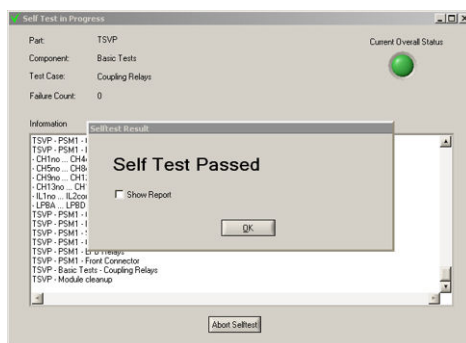 Self Test in Progress
Part: TSVP
Current Overall Status
Component: Basic Tests
Test Case: Coupling Relays
Failure Count: 0
Information
Selftest Result
Self Test Passed
Show Report
OK
TSVP - PSM1 -
TSVP - PSM1 -
- CH1no ... CH4
- CH5no ... CH8
- CH9no ... CH1
- CH13no ... CH
- IL1no ... IL2co
- LPBA ... LPBD
TSVP - PSM1 -
TSVP - PSM1 -
TSVP - PSM1 -
TSVP - PSM1 -
TSVP - PSM1 - Relays
TSVP - PSM1 - Front Connector
TSVP - Basic Tests - Coupling Relays
TSVP - Module cleanup
Abort Selftest